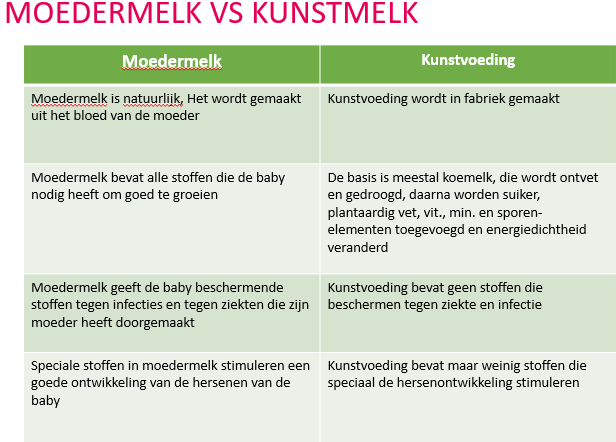 MOEDERMELK VS KUNSTMELK
Moedermelk
Kunstvoeding
Moedermelk is natuurlijk, Het wordt gemaakt
uit het bloed van de moeder
Kunstvoeding wordt in fabriek gemaakt
Moedermelk bevat alle stoffen die de baby
nodig heeft om goed te groeien
De basis is meestal koemelk, die wordt ontvet
en gedroogd, daarna worden suiker,
plantaardig vet, vit., min. en sporen-
elementen toegevoegd en energiedichtheid
veranderd
Moedermelk geeft de baby beschermende
stoffen tegen infecties en tegen ziekten die zijn
moeder heeft doorgemaakt
Kunstvoeding bevat geen stoffen die
beschermen tegen ziekte en infectie
Speciale stoffen in moedermelk stimuleren een
goede ontwikkeling van de hersenen van de
baby
Kunstvoeding bevat maar weinig stoffen die
speciaal de hersenontwikkeling stimuleren